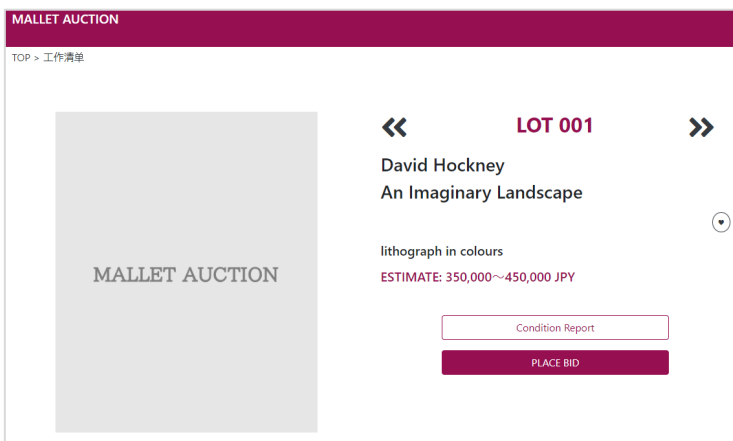 MALLET AUCTION
TOP > 工作清单
LOT 001
David Hockney
An Imaginary Landscape
lithograph in colours
MALLET AUCTION
ESTIMATE: 350,000～450,000 JPY
Condition Report
PLACE BID